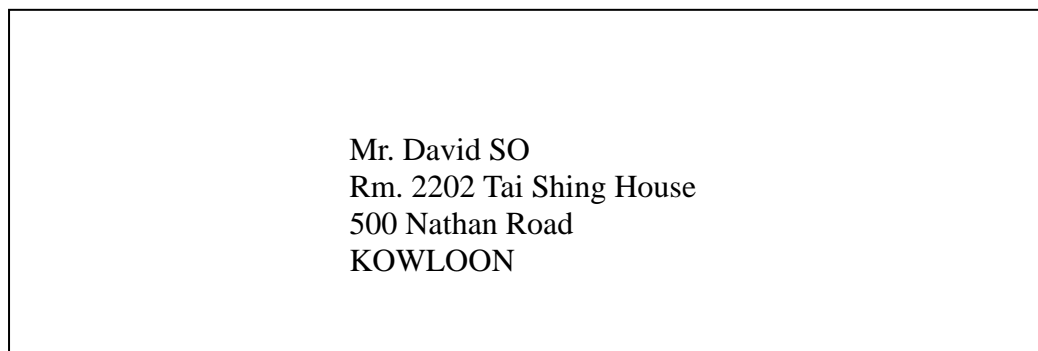 Mr. David SO
Rm. 2202 Tai Shing House
500 Nathan Road
KOWLOON